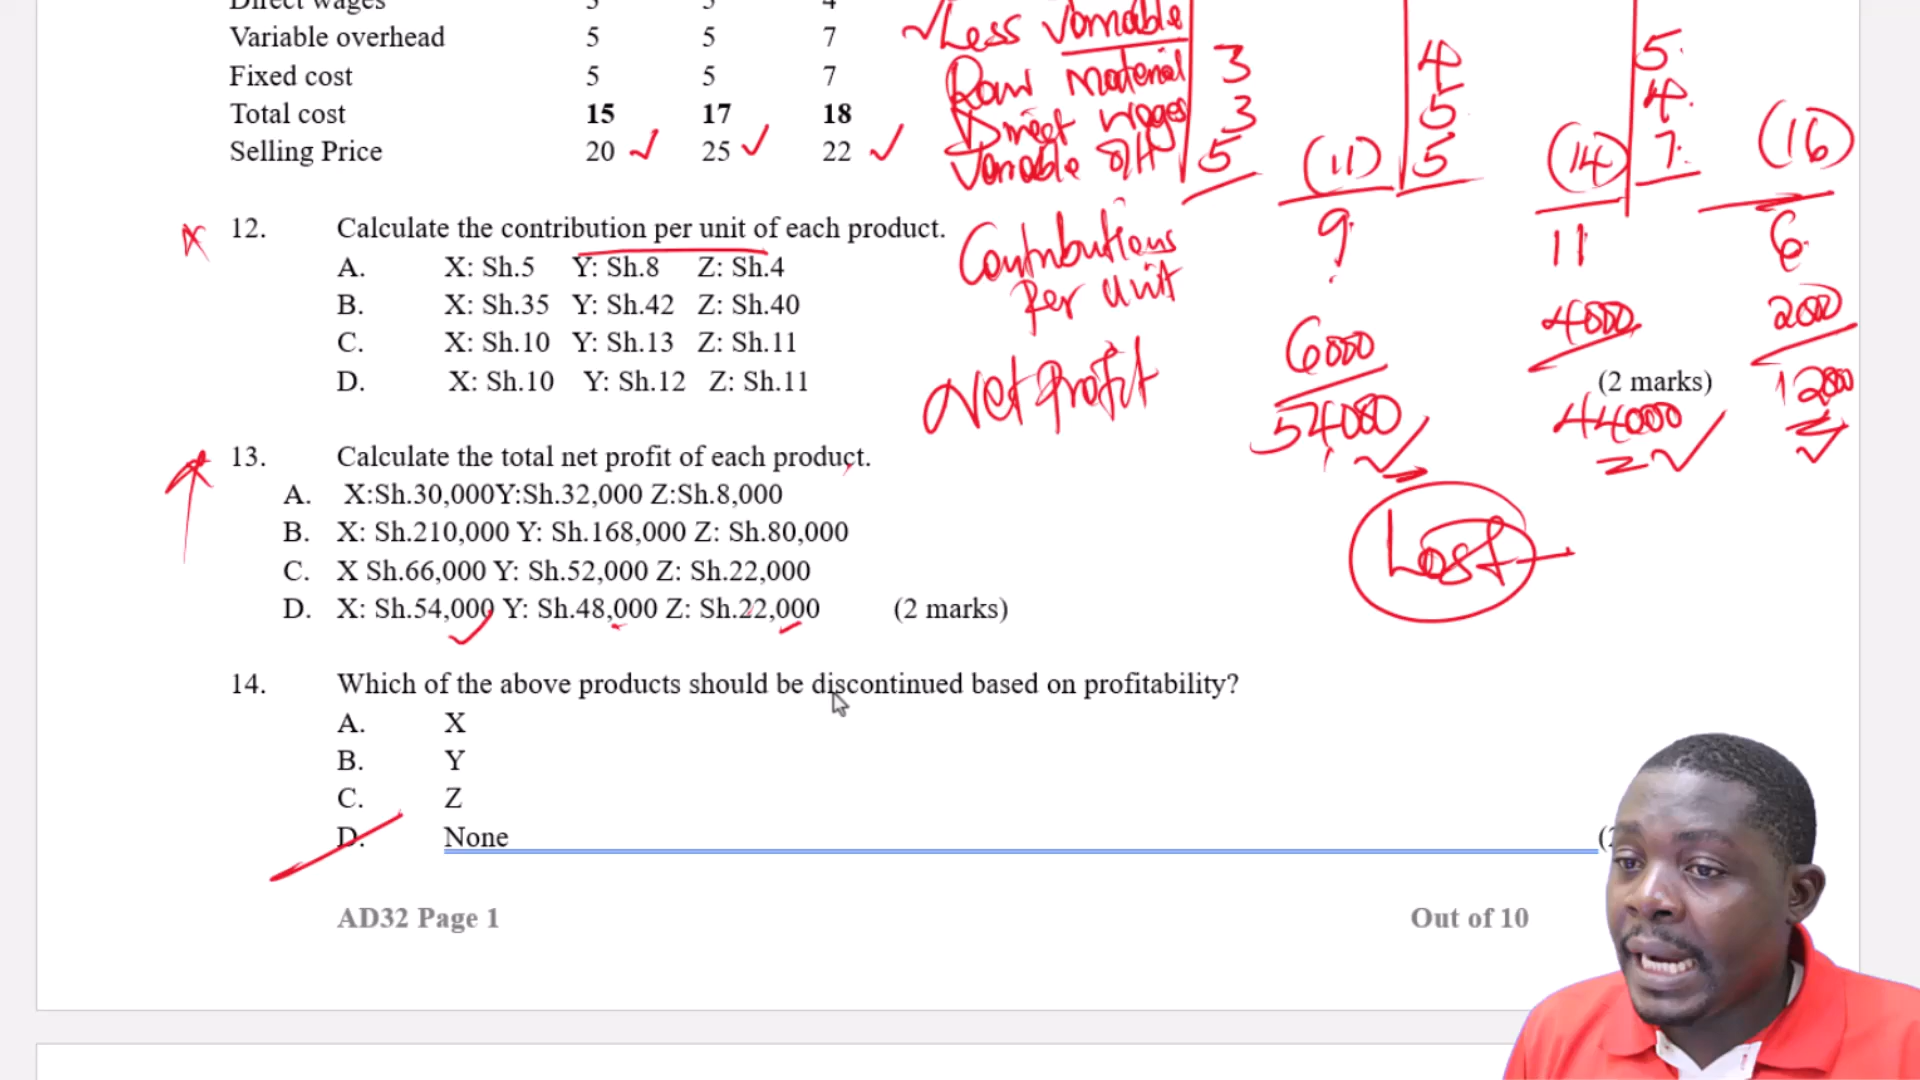 Direct wages 3 5 4
Variable overhead 5 5 7
Fixed cost 5 5 7
Total cost 15 17 18
Selling Price 20 25 22
Less Variable
Raw material 3 4 5
Direct wages 3 5 4
Variable O/H 5 (11) 5 (14) 7 (16)
Contributions
Per Unit
9 11 6
6000 4000 2000
Net Profit
54000 44000 12000
Lost
12. Calculate the contribution per unit of each product.
A. X: Sh.5 Y: Sh.8 Z: Sh.4
B. X: Sh.35 Y: Sh.42 Z: Sh.40
C. X: Sh.10 Y: Sh.13 Z: Sh.11
D. X: Sh.10 Y: Sh.12 Z: Sh.11 (2 marks)
13. Calculate the total net profit of each product.
A. X:Sh.30,000Y:Sh.32,000 Z:Sh.8,000
B. X: Sh.210,000 Y: Sh.168,000 Z: Sh.80,000
C. X Sh.66,000 Y: Sh.52,000 Z: Sh.22,000
D. X: Sh.54,000 Y: Sh.48,000 Z: Sh.22,000 (2 marks)
14. Which of the above products should be discontinued based on profitability?
A. X
B. Y
C. Z
D. None
AD32 Page 1 Out of 10